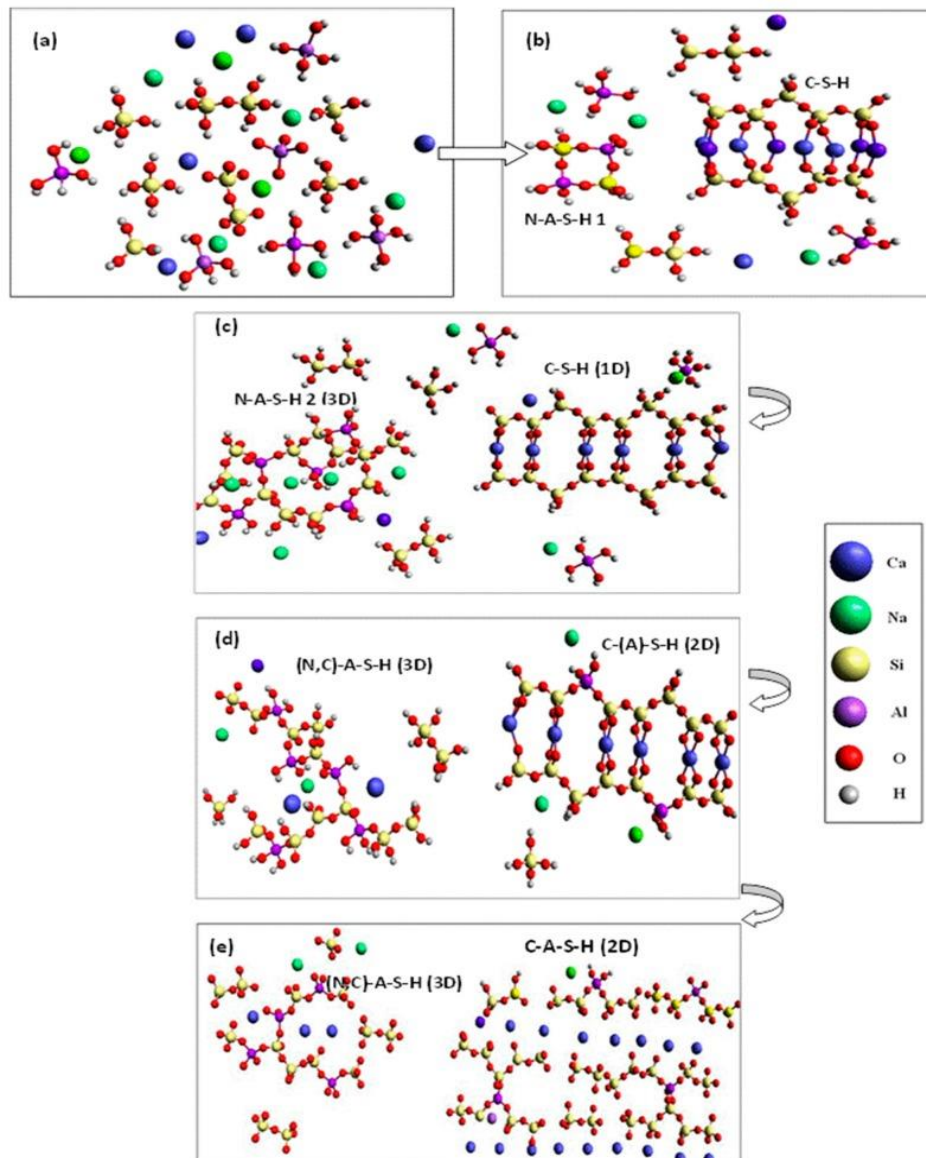 (a)
(b)
C-S-H
N-A-S-H 1
(c)
C-S-H (1D)
N-A-S-H 2 (3D)
(d)
C-(A)-S-H (2D)
(N,C)-A-S-H (3D)
(e)
C-A-S-H (2D)
(N,C)-A-S-H (3D)
Ca
Na
Si
Al
O
H